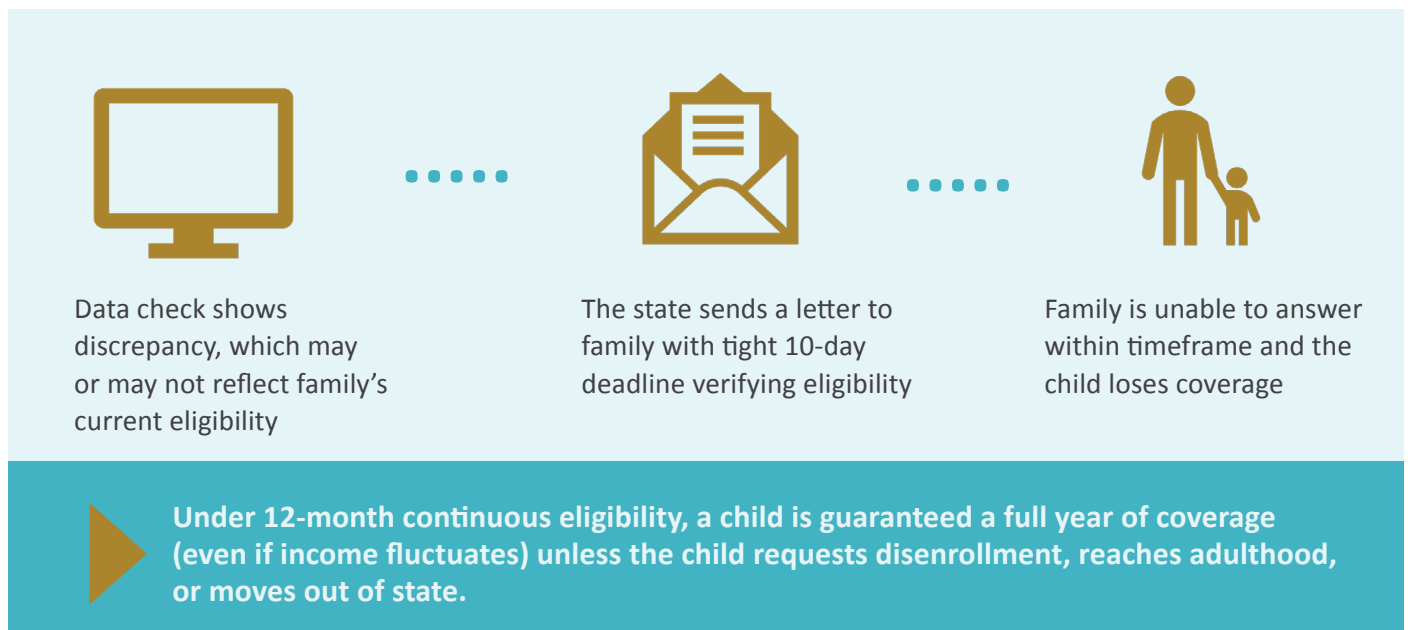 Data check shows
discrepancy, which may
or may not reflect family’s
current eligibility
The state sends a letter to
family with tight 10-day
deadline verifying eligibility
Family is unable to answer
within timeframe and the
child loses coverage
Under 12-month continuous eligibility, a child is guaranteed a full year of coverage
(even if income fluctuates) unless the child requests disenrollment, reaches adulthood,
or moves out of state.